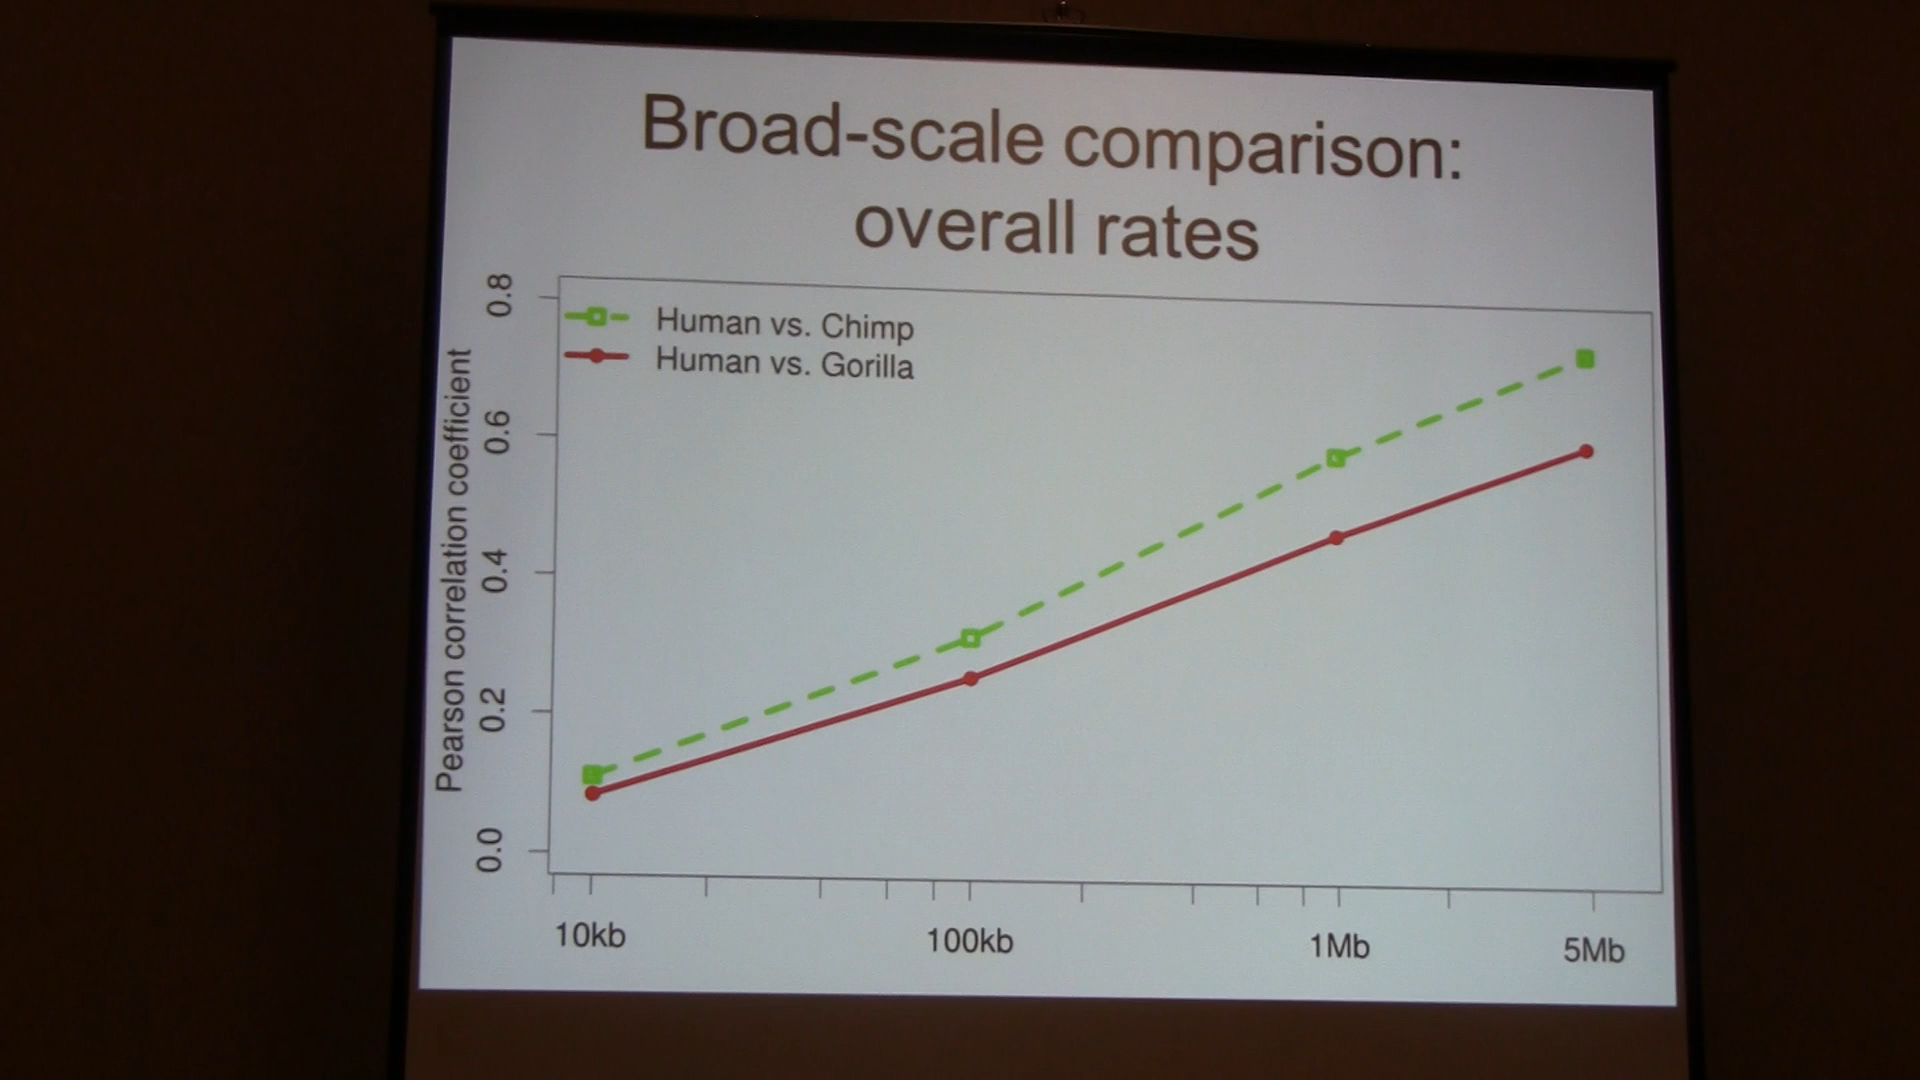 Broad-scale comparison:
overall rates
Human vs. Chimp
Human vs. Gorilla
Pearson correlation coefficient
0.8
0.6
0.4
0.2
0.0
10kb
100kb
1Mb
5Mb